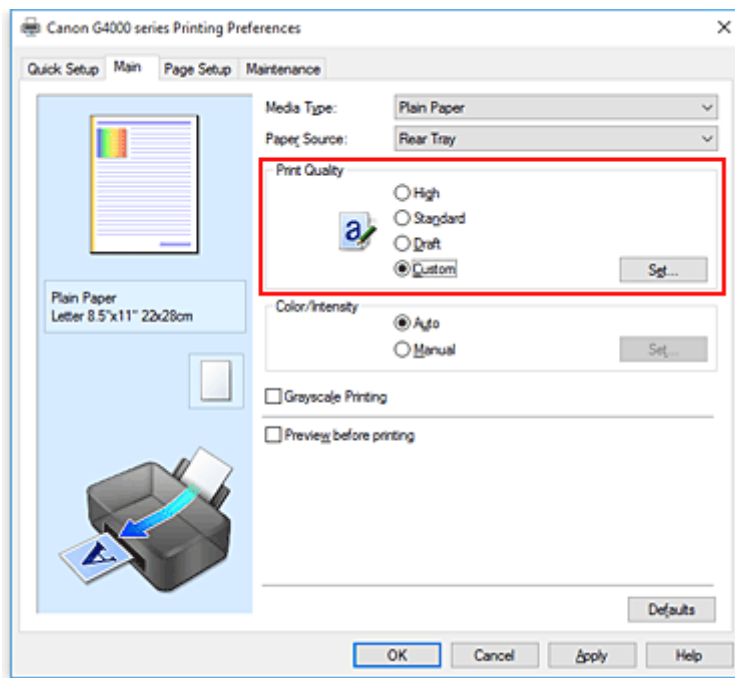 Canon G4000 series Printing Preferences
Quick Setup Main Page Setup Maintenance
Media Type: Plain Paper
Paper Source: Rear Tray
Print Quality
High
Standard
Draft
Custom Set...
a
Plain Paper
Letter 8.5"x11" 22x28cm
Color/Intensity
Auto
Manual Set...
Grayscale Printing
Preview before printing
A
Defaults
OK Cancel Apply Help